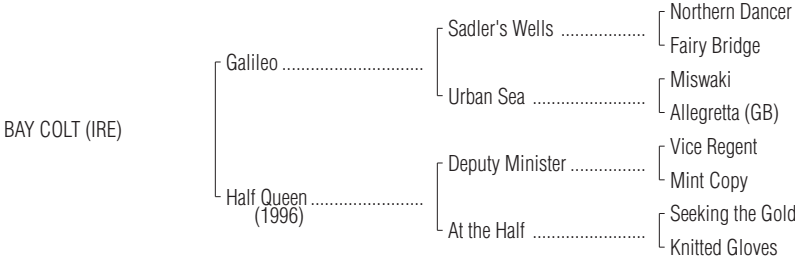 Northern Dancer
Sadler's Wells ....................
Fairy Bridge
Galileo ..............................
Miswaki
Urban Sea ........................
Allegretta (GB)
BAY COLT (IRE)
Vice Regent
Deputy Minister ................
Mint Copy
Half Queen ........................
(1996)
Seeking the Gold
At the Half ........................
Knitted Gloves